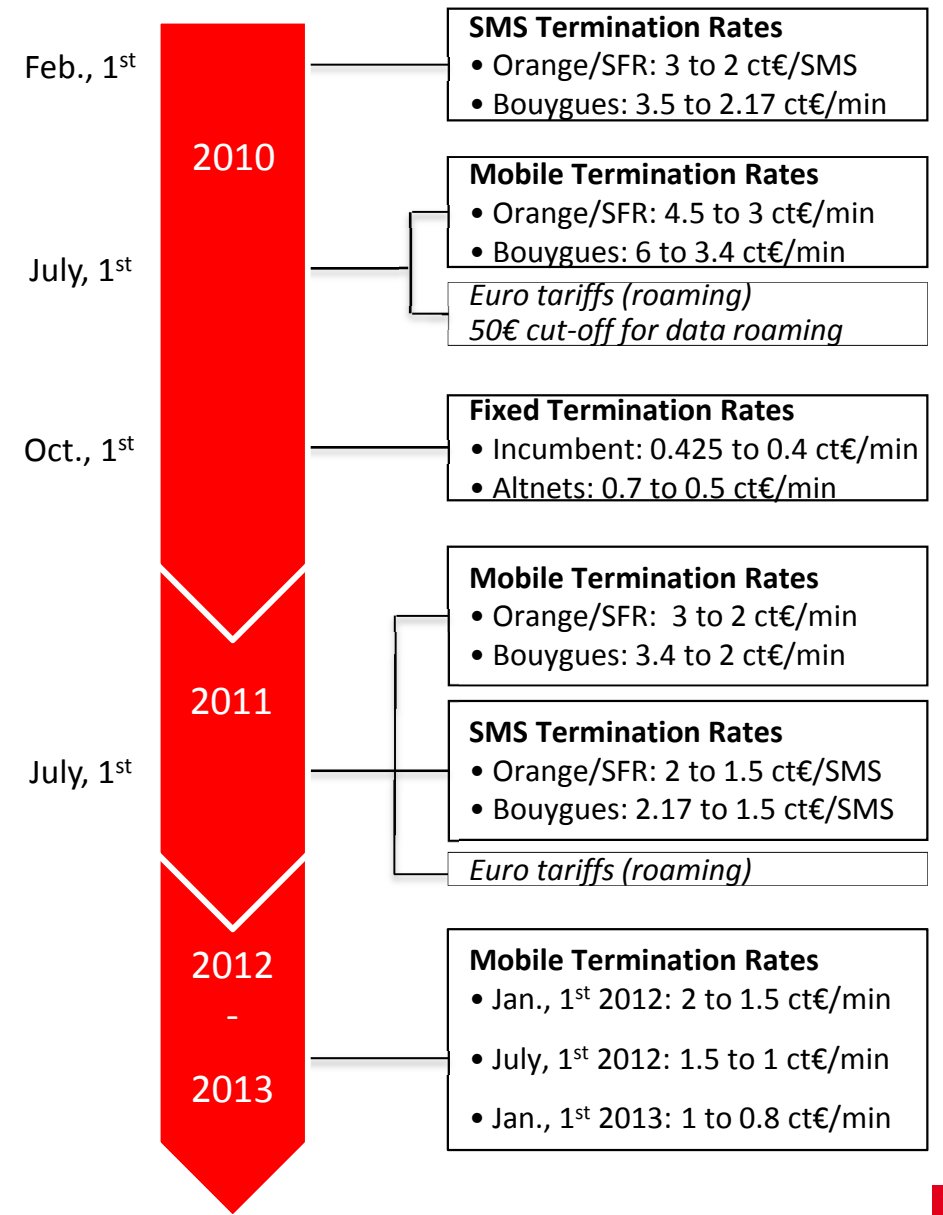 Feb., 1st
SMS Termination Rates
• Orange/SFR: 3 to 2 ct€/SMS
• Bouygues: 3.5 to 2.17 ct€/min
2010
July, 1st
Mobile Termination Rates
• Orange/SFR: 4.5 to 3 ct€/min
• Bouygues: 6 to 3.4 ct€/min
Euro tariffs (roaming)
50€ cut-off for data roaming
Oct., 1st
Fixed Termination Rates
• Incumbent: 0.425 to 0.4 ct€/min
• Altnets: 0.7 to 0.5 ct€/min
2011
July, 1st
Mobile Termination Rates
• Orange/SFR:  3 to 2 ct€/min
• Bouygues: 3.4 to 2 ct€/min
SMS Termination Rates
• Orange/SFR: 2 to 1.5 ct€/SMS
• Bouygues: 2.17 to 1.5 ct€/SMS
Euro tariffs (roaming)
2012
-
2013
Mobile Termination Rates
• Jan., 1st 2012: 2 to 1.5 ct€/min
• July, 1st 2012: 1.5 to 1 ct€/min
• Jan., 1st 2013: 1 to 0.8 ct€/min